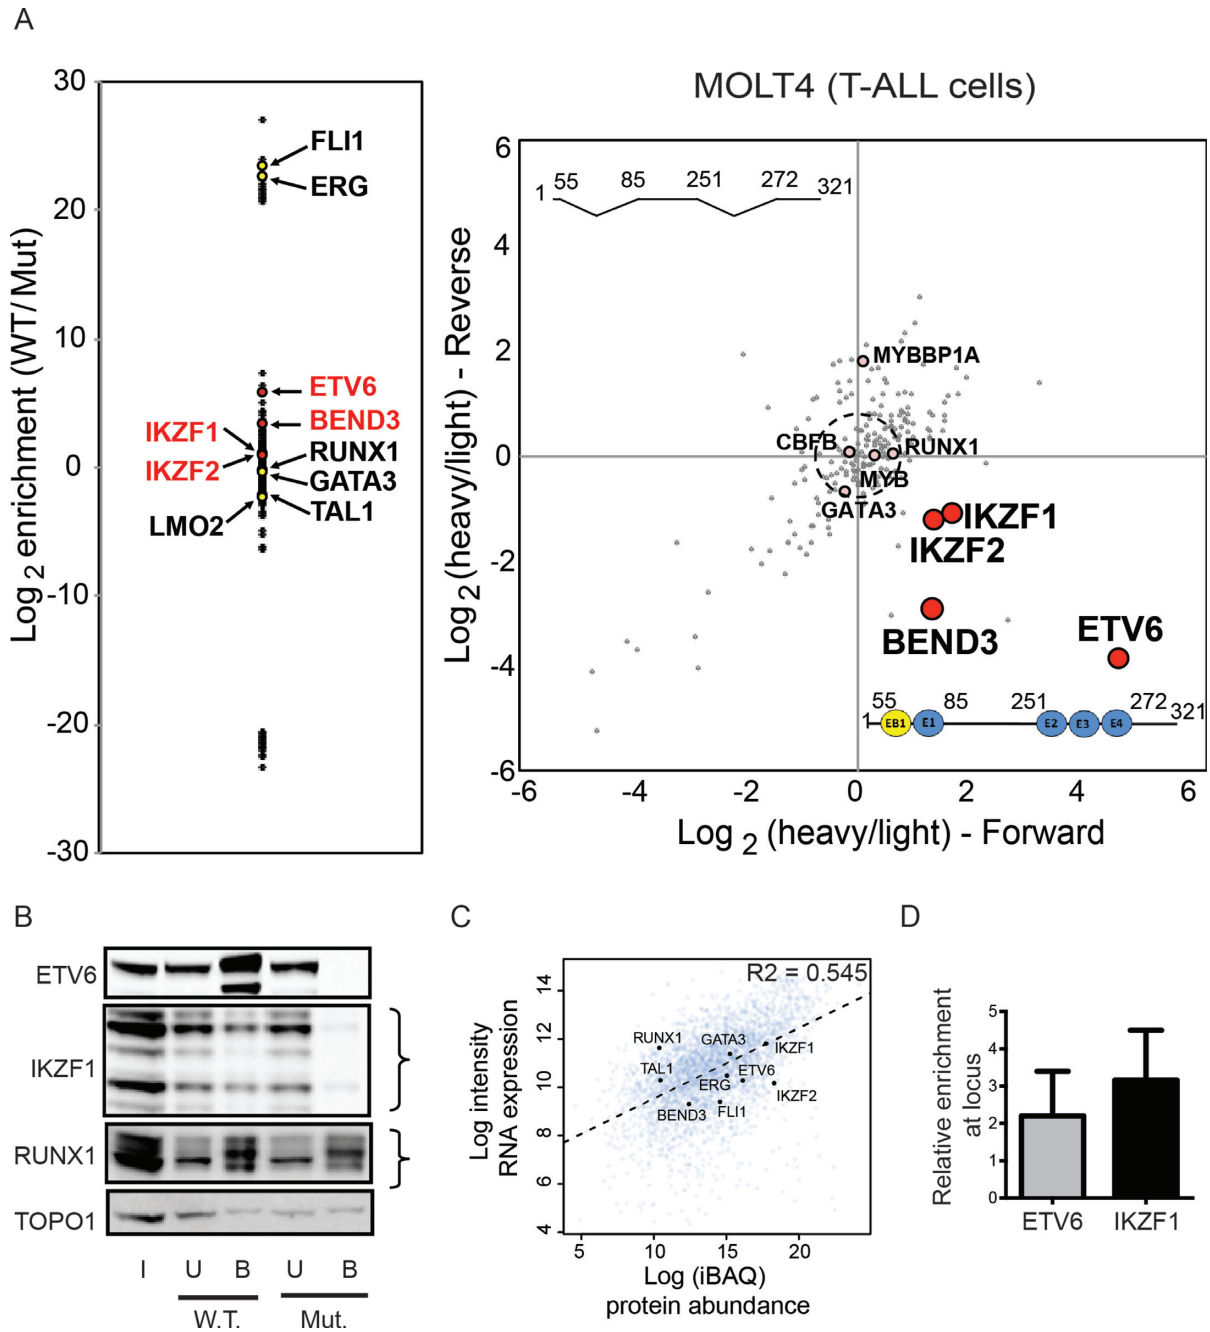 A
Log 2 enrichment (WT/Mut)
30
20
10
0
-10
-20
-30
FLI1
ERG
ETV6
BEND3
IKZF1
IKZF2
RUNX1
GATA3
TAL1
LMO2
MOLT4 (T-ALL cells)
Log 2 (heavy/light) - Reverse
6
4
2
0
-2
-4
-6
1 55 85 251 272 321
MYBBP1A
CBFB
RUNX1
MYB
GATA3
IKZF1
IKZF2
BEND3
ETV6
1 55 85 251 272 321
EB1 E1 E2 E3 E4
-6 -4 -2 0 2 4 6
Log 2 (heavy/light) - Forward
B
ETV6
IKZF1
RUNX1
TOPO1
I U B U B
W.T. Mut.
C
R2 = 0.545
Log intensity
RNA expression
14
12
10
8
6
4
RUNX1
GATA3
IKZF1
TAL1
ERG
ETV6
IKZF2
BEND3
FLI1
5 10 15 20
Log (iBAQ)
protein abundance
D
Relative enrichment
at locus
5
4
3
2
1
0
ETV6 IKZF1